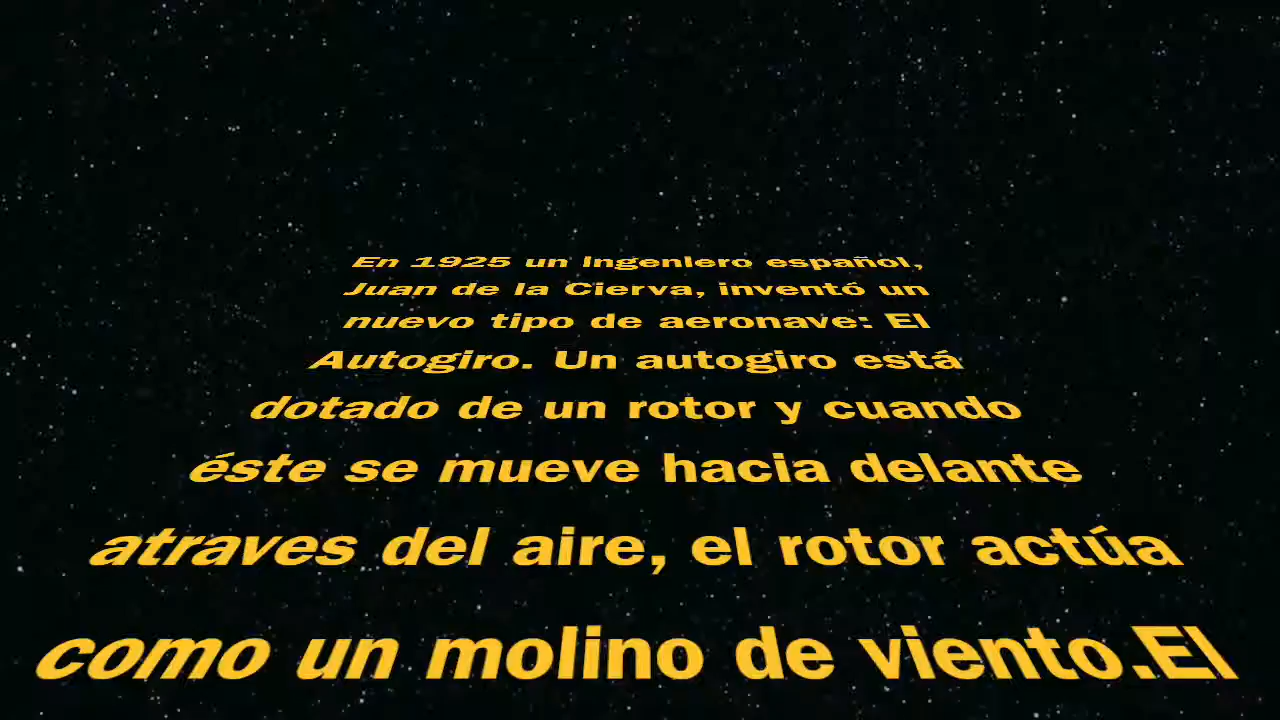 En 1925 un Ingeniero español,
Juan de la Cierva, inventó un
nuevo tipo de aeronave: El
Autogiro. Un autogiro está
dotado de un rotor y cuando
éste se mueve hacia delante
atraves del aire, el rotor actúa
como un molino de viento.El